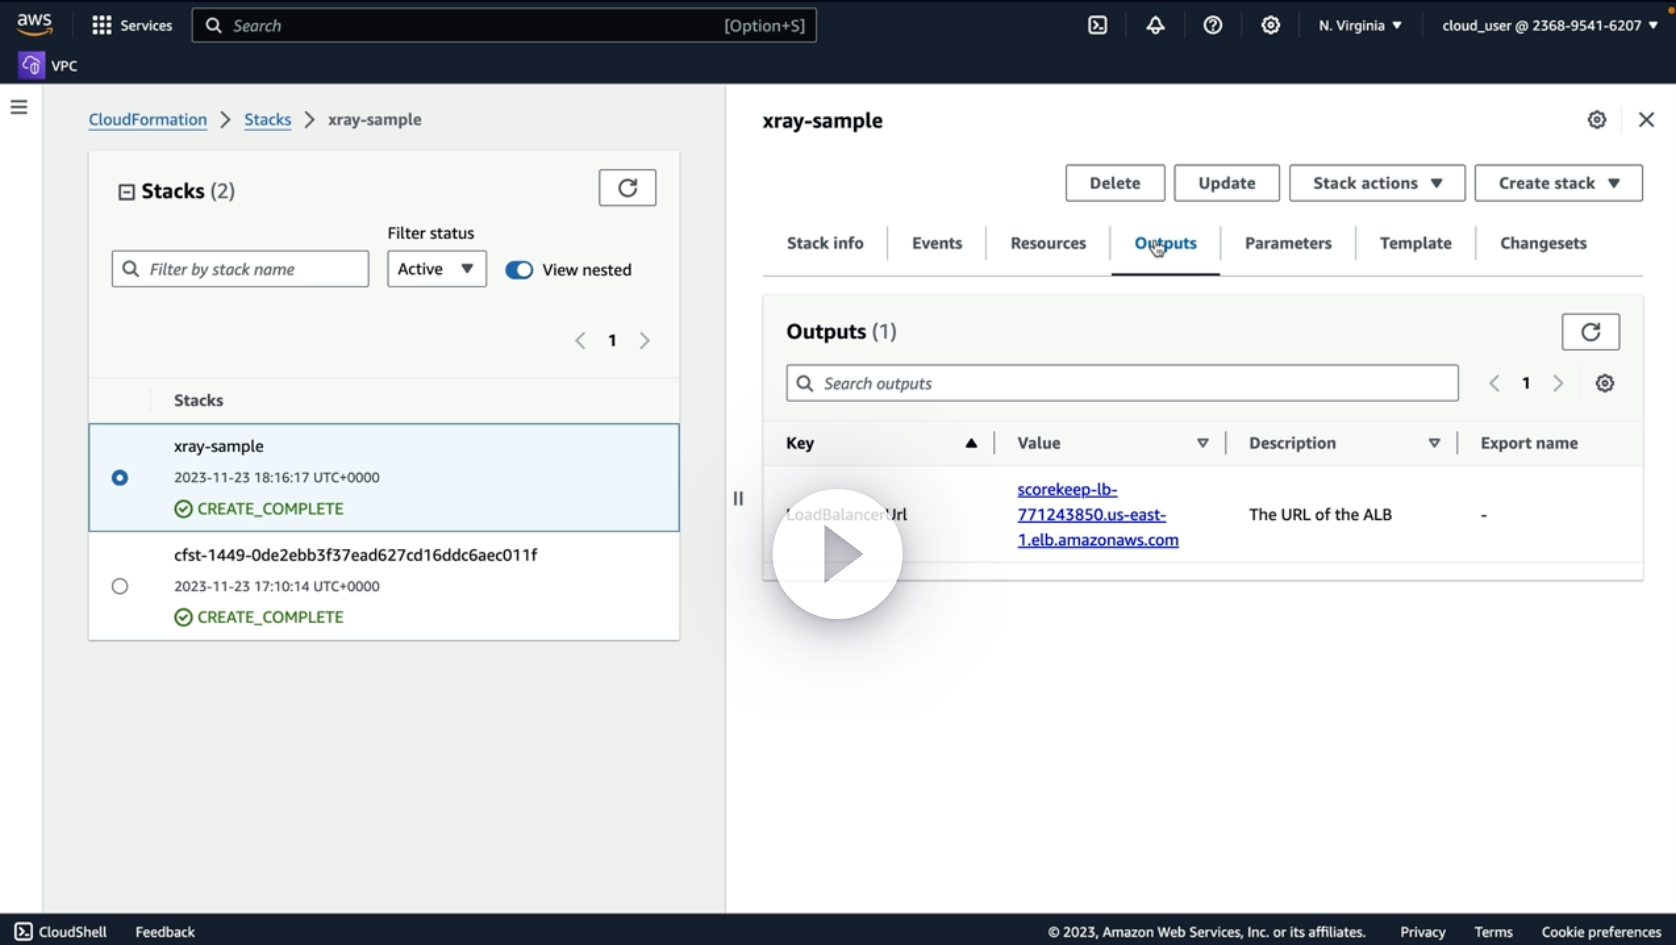 aws
Services
Search
[Option+S]
N. Virginia
cloud_user @ 2368-9541-6207
VPC
CloudFormation
Stacks
xray-sample
Stacks (2)
Filter status
Filter by stack name
Active
View nested
1
Stacks
xray-sample
2023-11-23 18:16:17 UTC+0000
CREATE_COMPLETE
cfst-1449-0de2ebb3f37ead627cd16ddc6aec011f
2023-11-23 17:10:14 UTC+0000
CREATE_COMPLETE
xray-sample
Delete
Update
Stack actions
Create stack
Stack info
Events
Resources
Outputs
Parameters
Template
Changesets
Outputs (1)
Search outputs
1
Key
Value
Description
Export name
LoadBalancerUrl
scorekeep-lb-
771243850.us-east-
1.elb.amazonaws.com
The URL of the ALB
-
CloudShell
Feedback
© 2023, Amazon Web Services, Inc. or its affiliates.
Privacy
Terms
Cookie preferences